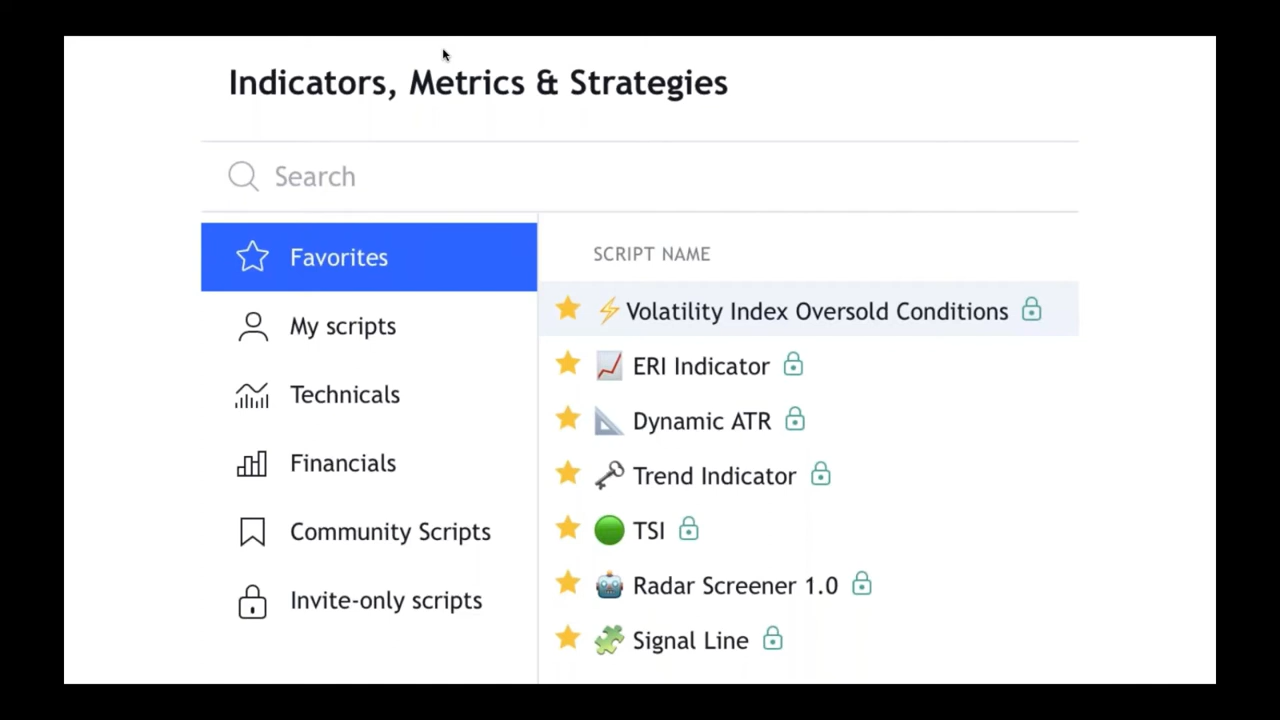 Indicators, Metrics & Strategies
Search
Favorites
My scripts
Technicals
Financials
Community Scripts
Invite-only scripts
SCRIPT NAME
Volatility Index Oversold Conditions
ERI Indicator
Dynamic ATR
Trend Indicator
TSI
Radar Screener 1.0
Signal Line